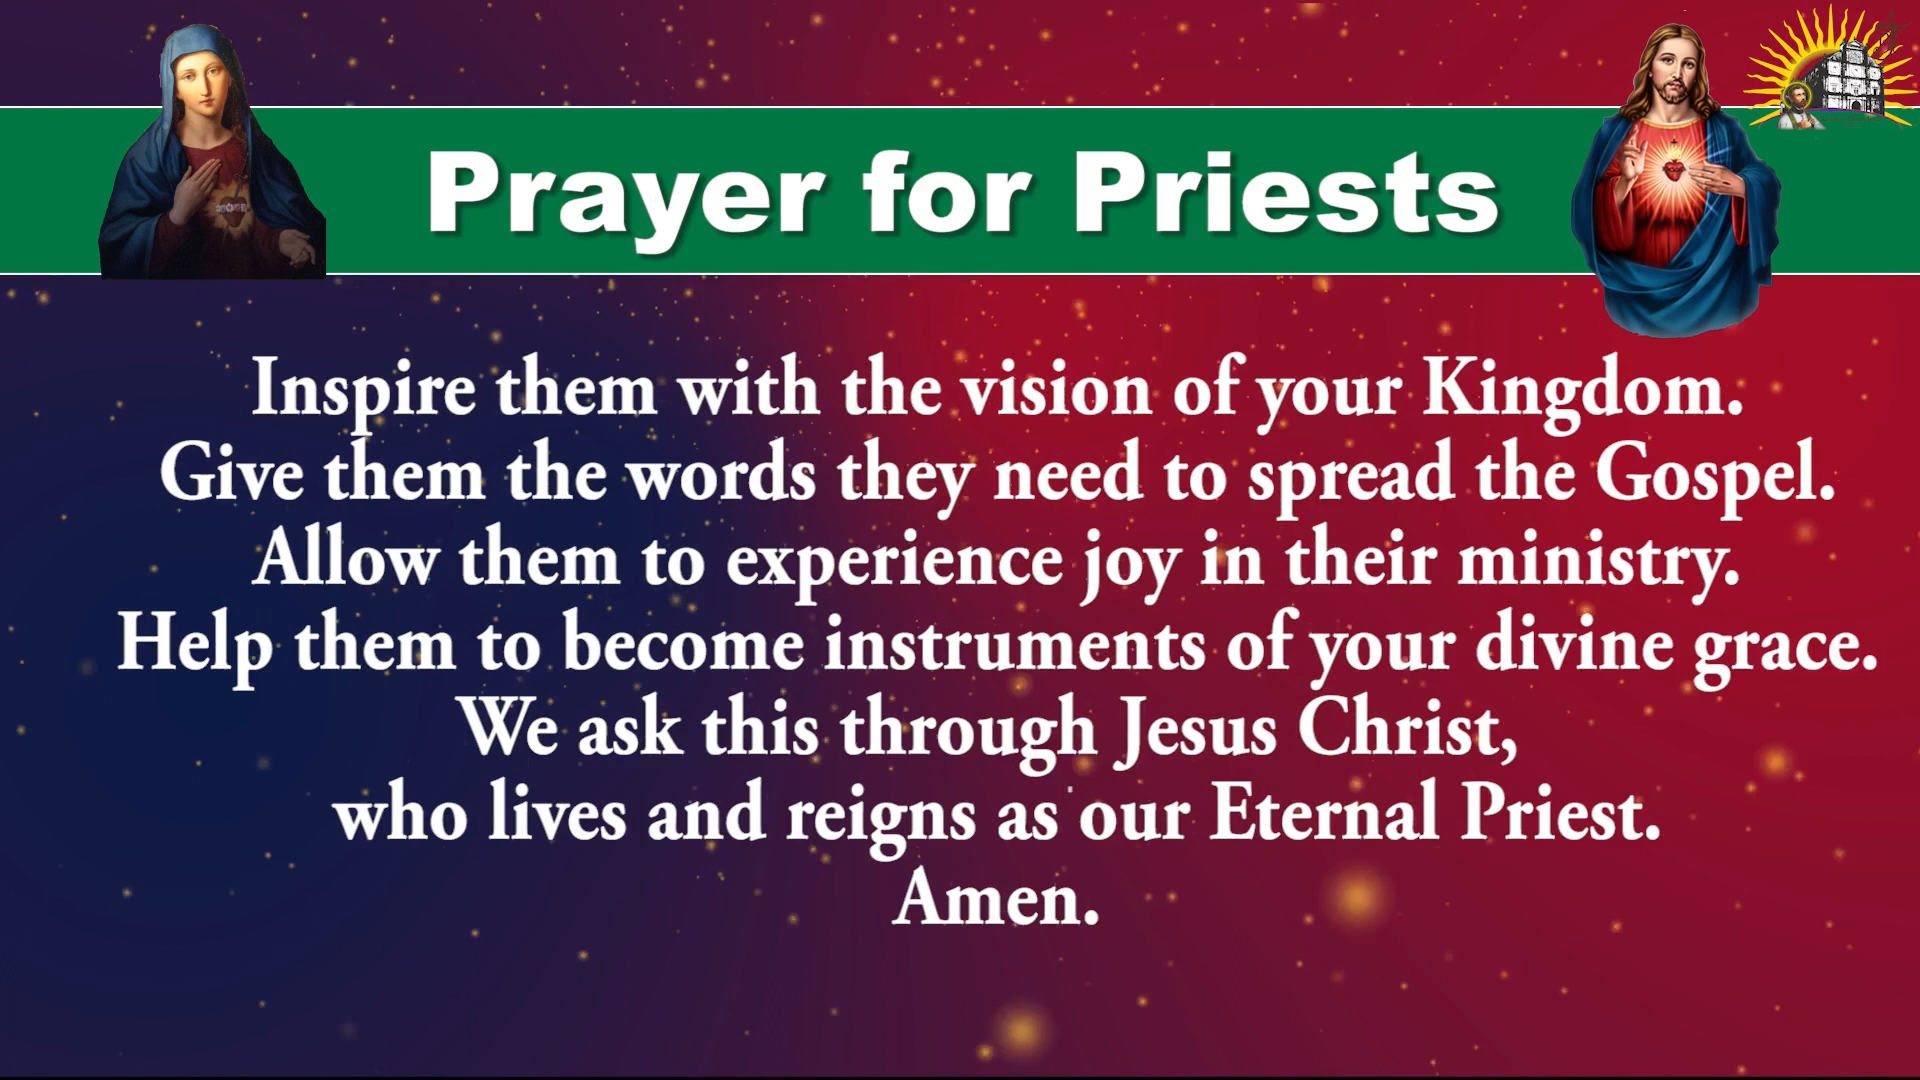 Prayer for Priests
Inspire them with the vision of your Kingdom.
Give them the words they need to spread the Gospel.
Allow them to experience joy in their ministry.
Help them to become instruments of your divine grace.
We ask this through Jesus Christ,
who lives and reigns as our Eternal Priest.
Amen.